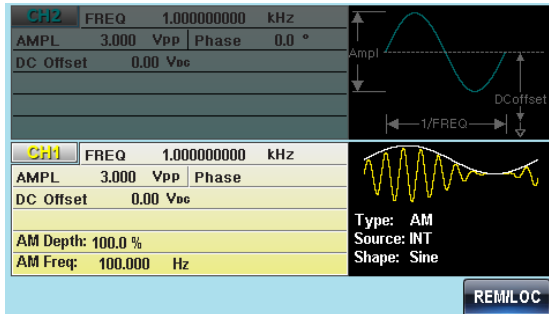 CH2 FREQ 1.000000000 kHz
AMPL 3.000 Vpp Phase 0.0 °
DC Offset 0.00 VDC
Ampl
DCoffset
1/FREQ
CH1 FREQ 1.000000000 kHz
AMPL 3.000 Vpp Phase
DC Offset 0.00 VDC
AM Depth: 100.0 %
AM Freq: 100.000 Hz
Type: AM
Source: INT
Shape: Sine
REM/LOC